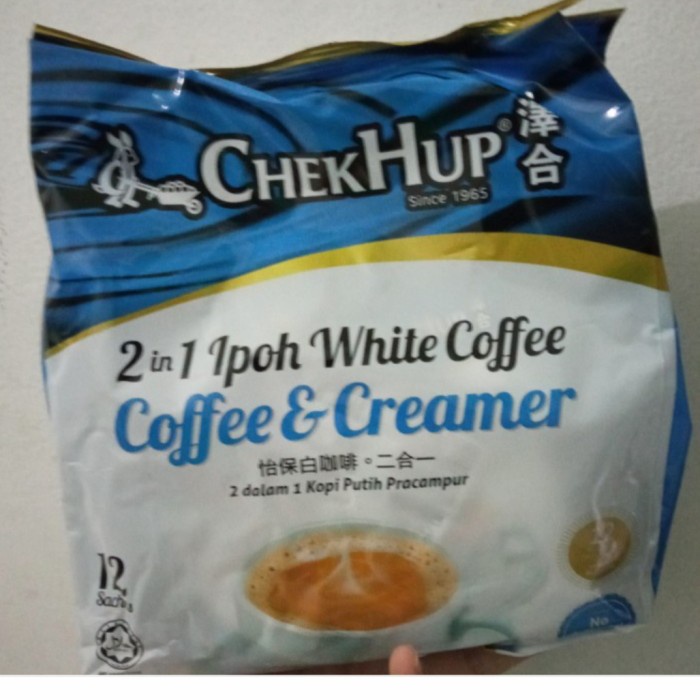 CHEKHUP®
澤合
Since 1965
2 in 1 Ipoh White Coffee
Coffee & Creamer
怡保白咖啡。二合一
2 dalam 1 Kopi Putih Pracampur
12
No